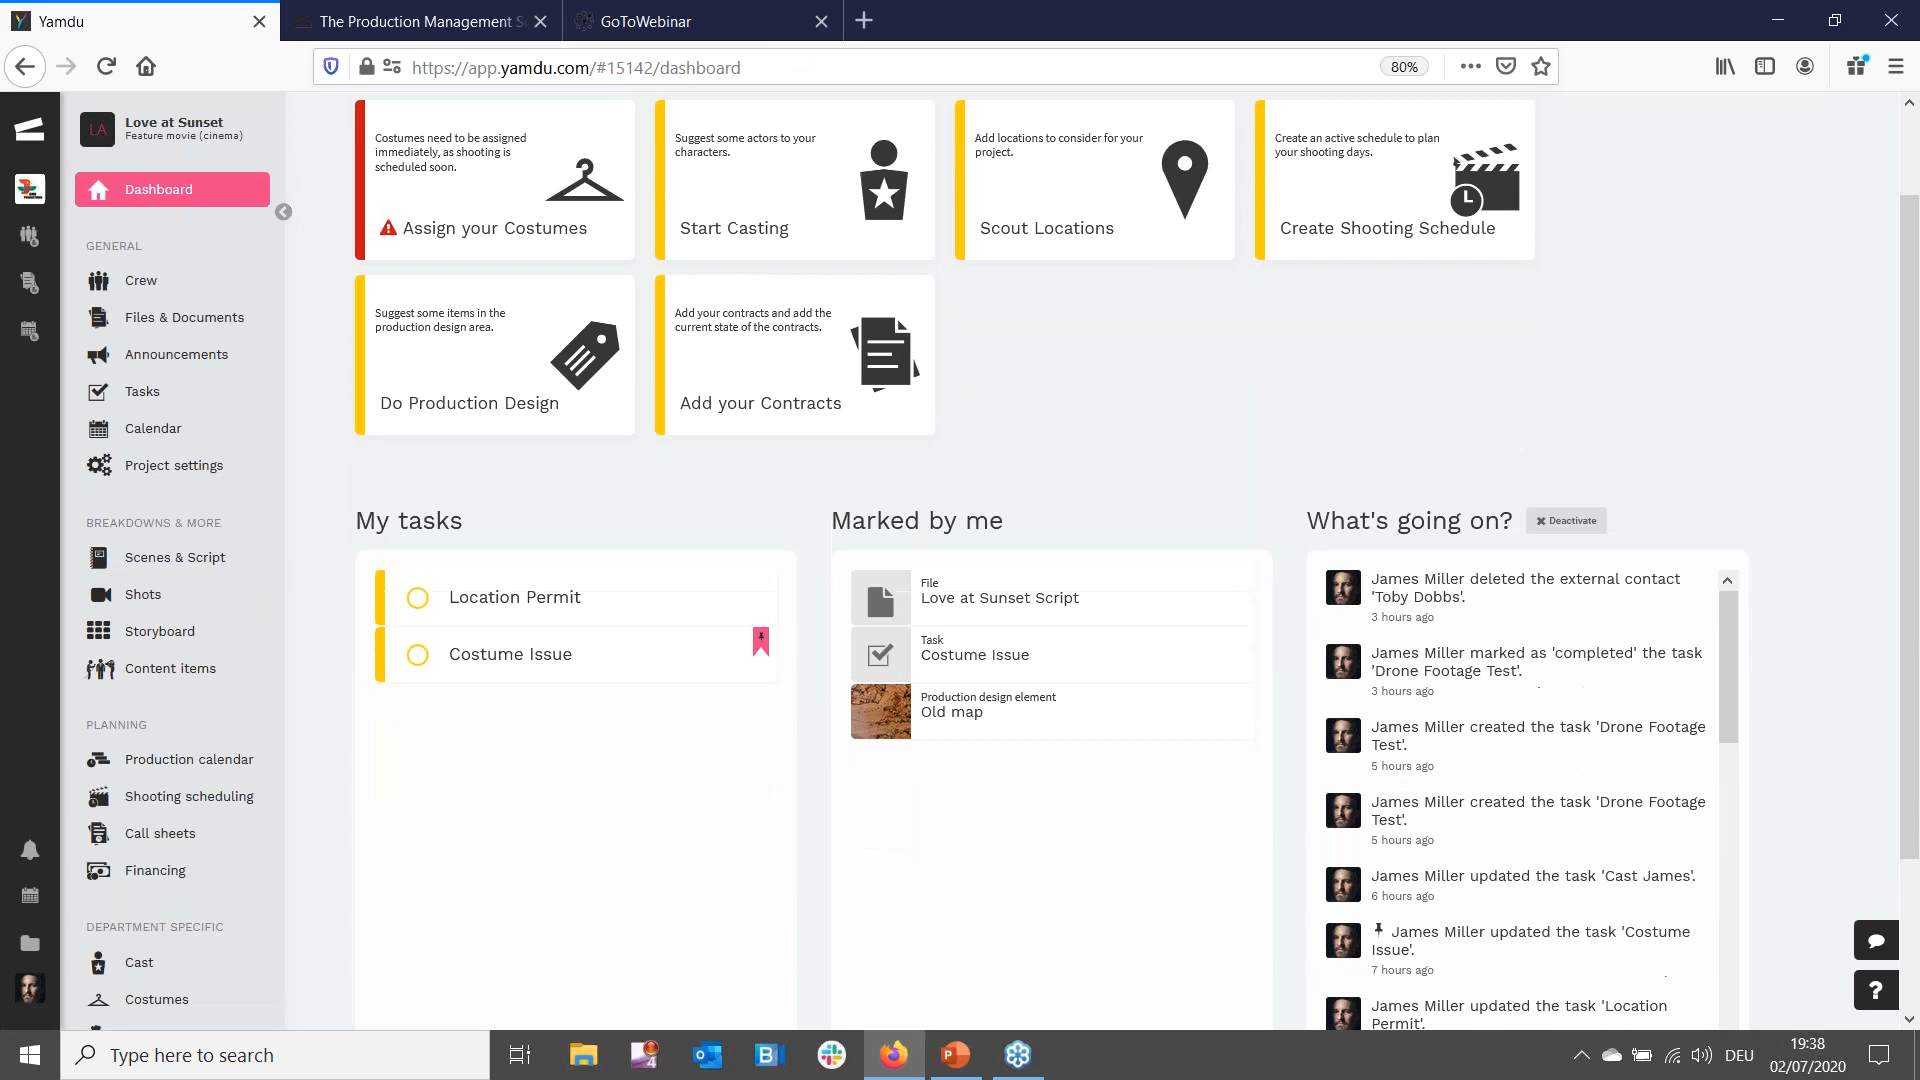 Yamdu
The Production Management S
GoToWebinar
https://app.yamdu.com/#15142/dashboard
80%
LA
Love at Sunset
Feature movie (cinema)
Dashboard
GENERAL
Crew
Files & Documents
Announcements
Tasks
Calendar
Project settings
BREAKDOWNS & MORE
Scenes & Script
Shots
Storyboard
Content items
PLANNING
Production calendar
Shooting scheduling
Call sheets
Financing
DEPARTMENT SPECIFIC
Cast
Costumes
Costumes need to be assigned
immediately, as shooting is
scheduled soon.
Assign your Costumes
Suggest some actors to your
characters.
Start Casting
Add locations to consider for your
project.
Scout Locations
Create an active schedule to plan
your shooting days.
Create Shooting Schedule
Suggest some items in the
production design area.
Do Production Design
Add your contracts and add the
current state of the contracts.
Add your Contracts
My tasks
Location Permit
Costume Issue
Marked by me
File
Love at Sunset Script
Task
Costume Issue
Production design element
Old map
What's going on?
Deactivate
James Miller deleted the external contact
'Toby Dobbs'.
3 hours ago
James Miller marked as 'completed' the task
'Drone Footage Test'.
3 hours ago
James Miller created the task 'Drone Footage
Test'.
5 hours ago
James Miller created the task 'Drone Footage
Test'.
5 hours ago
James Miller updated the task 'Cast James'.
6 hours ago
James Miller updated the task 'Costume
Issue'.
7 hours ago
James Miller updated the task 'Location
Permit'.
?
Type here to search
DEU
19:38
02/07/2020